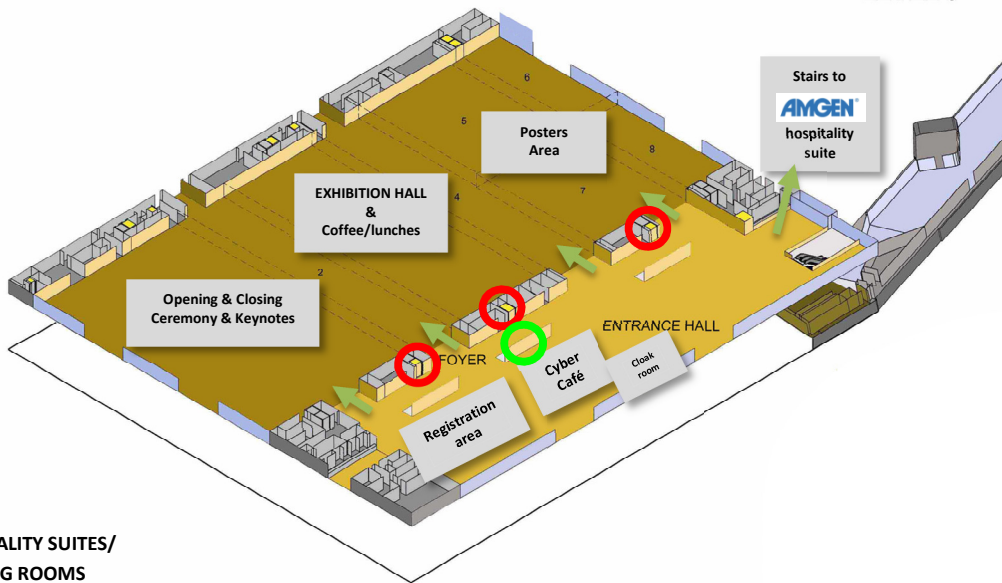 Stairs to
AMGEN®
hospitality
suite
6
5
Posters
Area
8
EXHIBITION HALL
&
Coffee/lunches
4
7
2
Opening & Closing
Ceremony & Keynotes
ENTRANCE HALL
FOYER
Cyber
Café
Cloak
room
Registration
area
ALITY SUITES/
G ROOMS